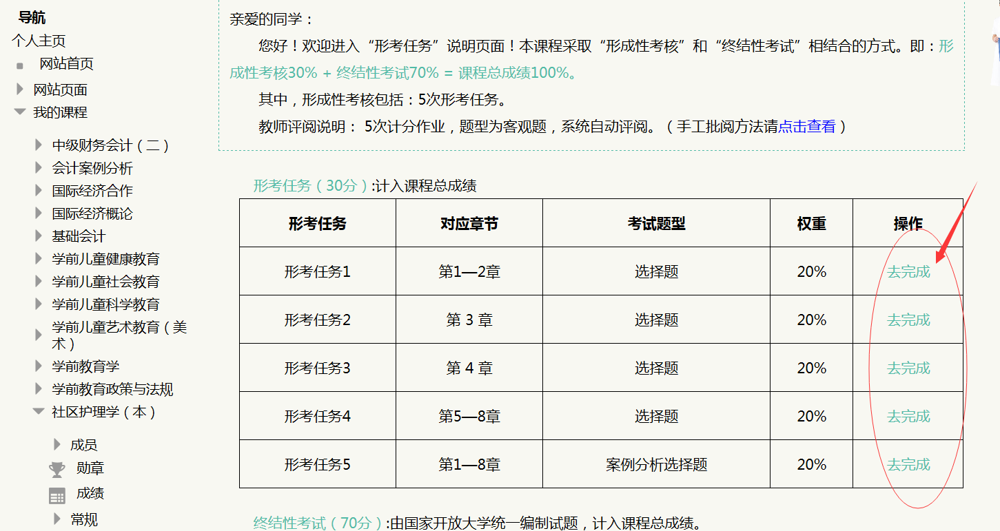 导航
个人主页
网站首页
网站页面
我的课程
中级财务会计（二）
会计案例分析
国际经济合作
国际经济概论
基础会计
学前儿童健康教育
学前儿童社会教育
学前儿童科学教育
学前儿童艺术教育（美
术）
学前教育学
学前教育政策与法规
社区护理学（本）
成员
勋章
成绩
常规
亲爱的同学：
您好！欢迎进入“形考任务”说明页面！本课程采取“形成性考核”和“终结性考试”相结合的方式。即：形
成性考核30% + 终结性考试70% = 课程总成绩100%。
其中，形成性考核包括：5次形考任务。
教师评阅说明： 5次计分作业，题型为客观题，系统自动评阅。（手工批阅方法请点击查看）
形考任务（30分）:计入课程总成绩
形考任务 对应章节 考试题型 权重 操作
形考任务1 第1—2章 选择题 20% 去完成
形考任务2 第 3 章 选择题 20% 去完成
形考任务3 第 4 章 选择题 20% 去完成
形考任务4 第5—8章 选择题 20% 去完成
形考任务5 第1—8章 案例分析选择题 20% 去完成
终结性考试（70分）:由国家开放大学统一编制试题，计入课程总成绩。